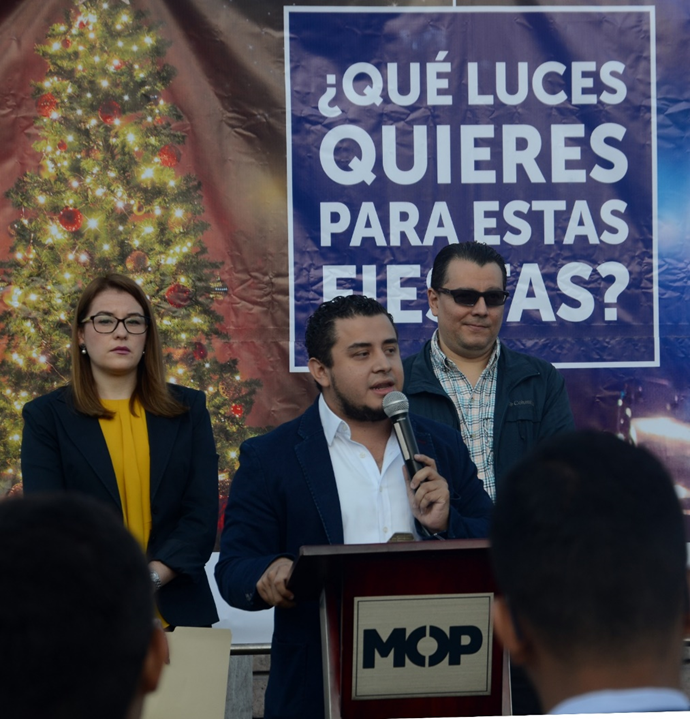 ¿QUÉ LUCES
QUIERES
PARA ESTAS
FIESTAS?
MOP